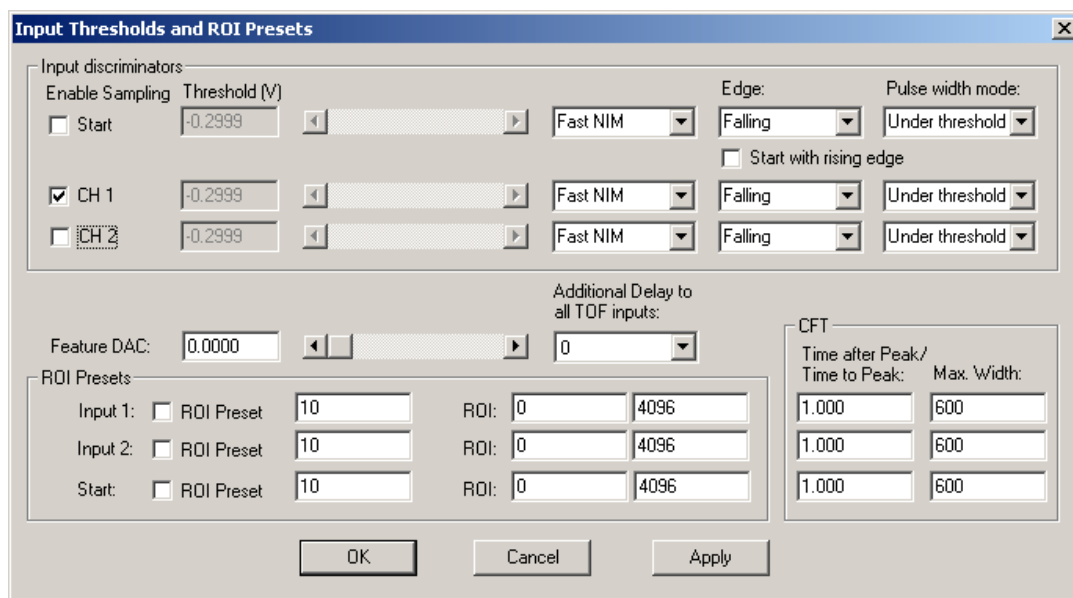 Input Thresholds and ROI Presets
Input discriminators
Enable Sampling Threshold (V) Edge: Pulse width mode:
Start -0.2999 Fast NIM Falling Under threshold
Start with rising edge
CH 1 -0.2999 Fast NIM Falling Under threshold
CH 2 -0.2999 Fast NIM Falling Under threshold
Additional Delay to
all TOF inputs:
Feature DAC: 0.0000 0
CFT
Time after Peak/
Time to Peak: Max. Width:
ROI Presets
Input 1: ROI Preset 10 ROI: 0 4096 1.000 600
Input 2: ROI Preset 10 ROI: 0 4096 1.000 600
Start: ROI Preset 10 ROI: 0 4096 1.000 600
OK Cancel Apply